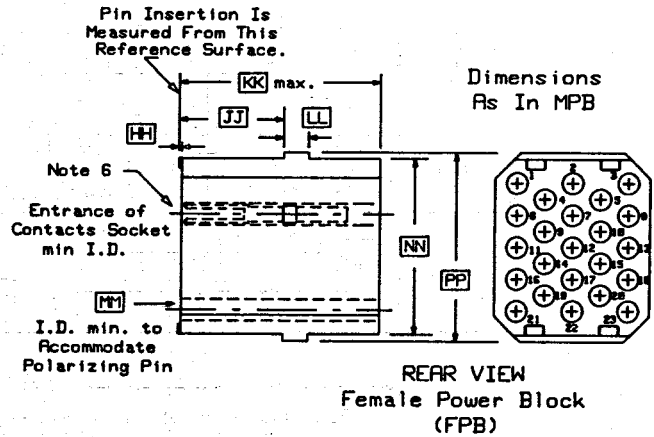 Pin Insertion Is
Measured From This
Reference Surface.
KK max.
JJ
LL
HH
Dimensions
As In MPB
Note 6
Entrance of
Contacts Socket
min I.D.
NN
PP
MM
I.D. min. to
Accommodate
Polarizing Pin
1 2 3
4 5
6 7 8
9 10
11 12 13
14 15
16 17 18
19 20
21 22 23
REAR VIEW
Female Power Block
(FPB)